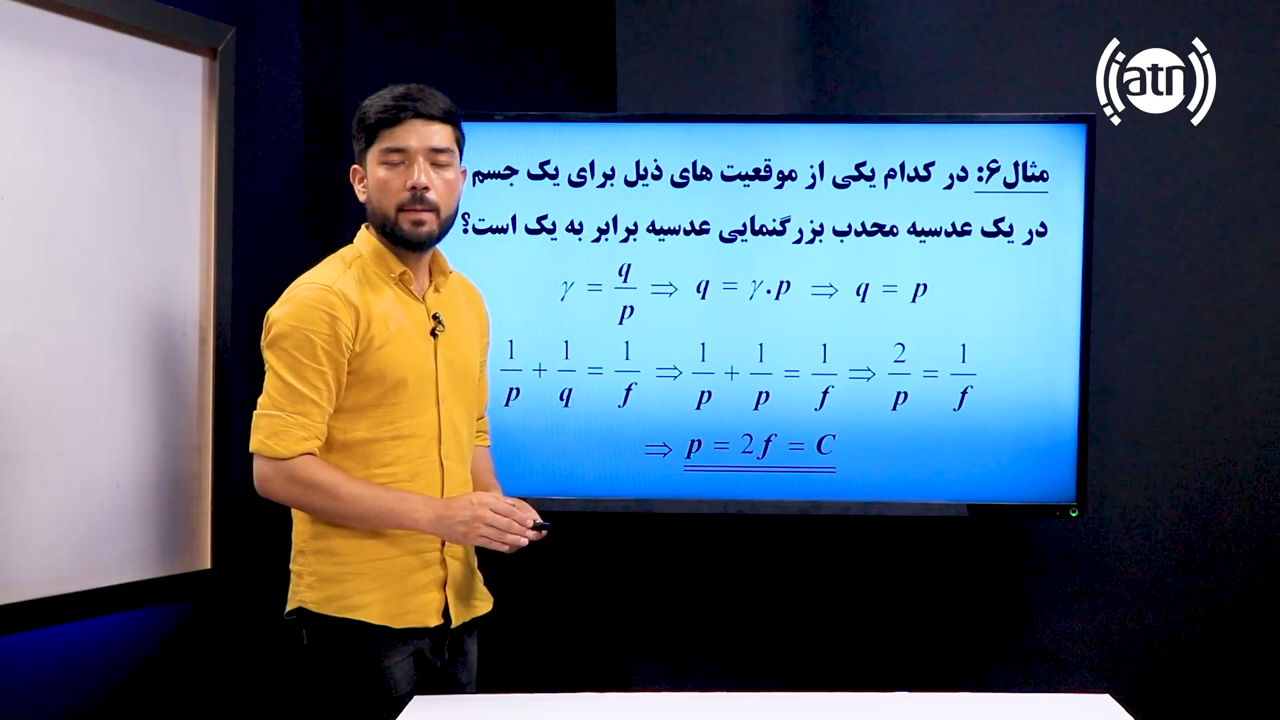 atn
مثال۶: در کدام یکی از موقعیت های ذیل برای یک جسم
در یک عدسیه محدب بزرگنمایی عدسیه برابر به یک است؟
γ = q/p ⇒ q = γ.p ⇒ q = p
1/p + 1/q = 1/f ⇒ 1/p + 1/p = 1/f ⇒ 2/p = 1/f
⇒ p = 2f = C